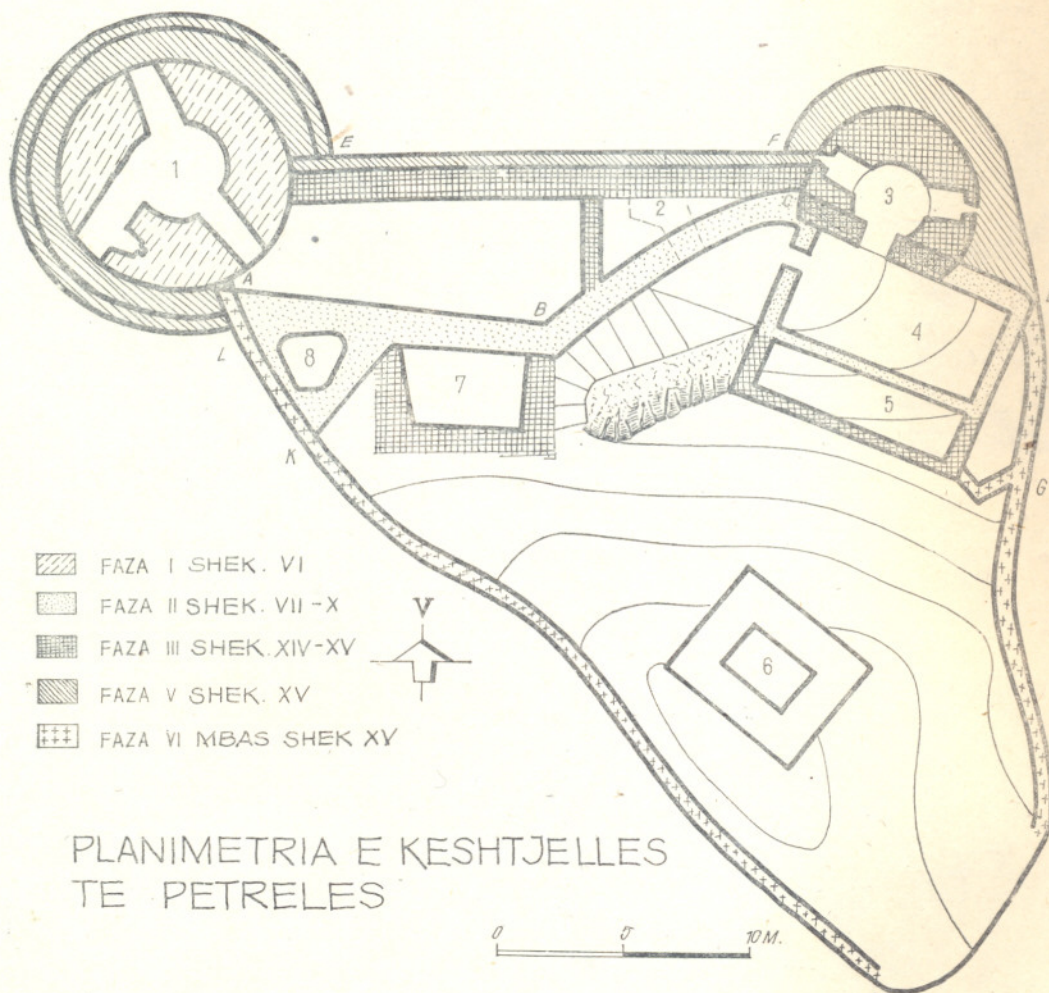 E
F
1
2
3
C
A
B
4
L
8
7
5
K
G
FAZA I SHEK. VI
FAZA II SHEK. VII-X
V
FAZA III SHEK. XIV-XV
6
FAZA V SHEK. XV
FAZA VI MBAS SHEK XV
PLANIMETRIA E KESHTJELLES
TE PETRELES
0 5 10 M.